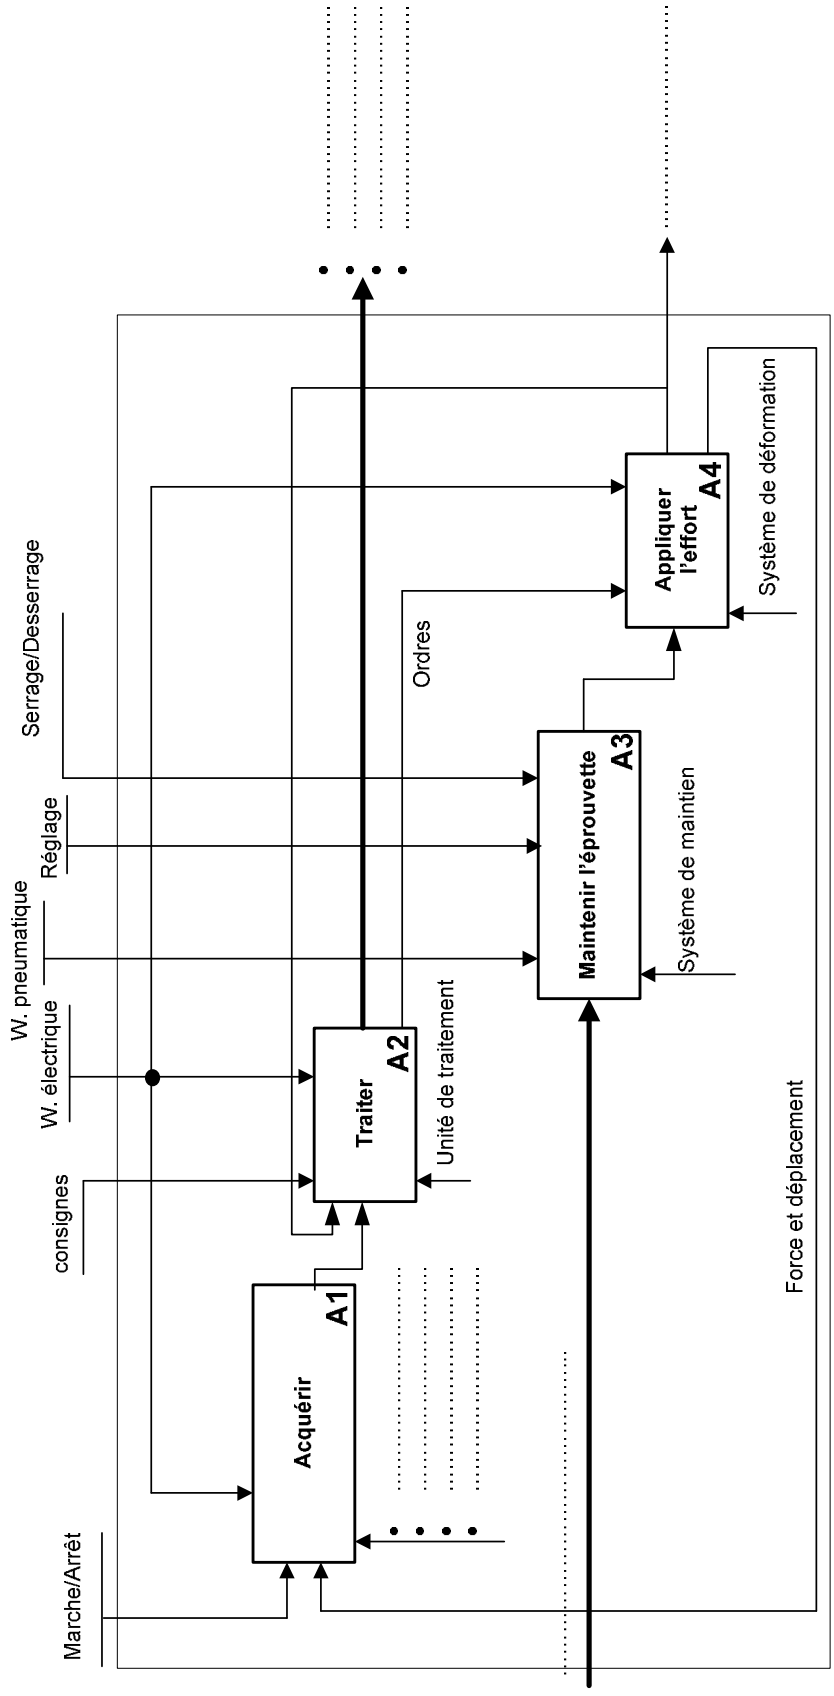 Marche/Arrêt
consignes
W. électrique
W. pneumatique
Réglage
Serrage/Desserrage
Acquérir
A1
Traiter
A2
Unité de traitement
Ordres
Maintenir l'éprouvette
A3
Système de maintien
Appliquer
l'effort
A4
Système de déformation
Force et déplacement